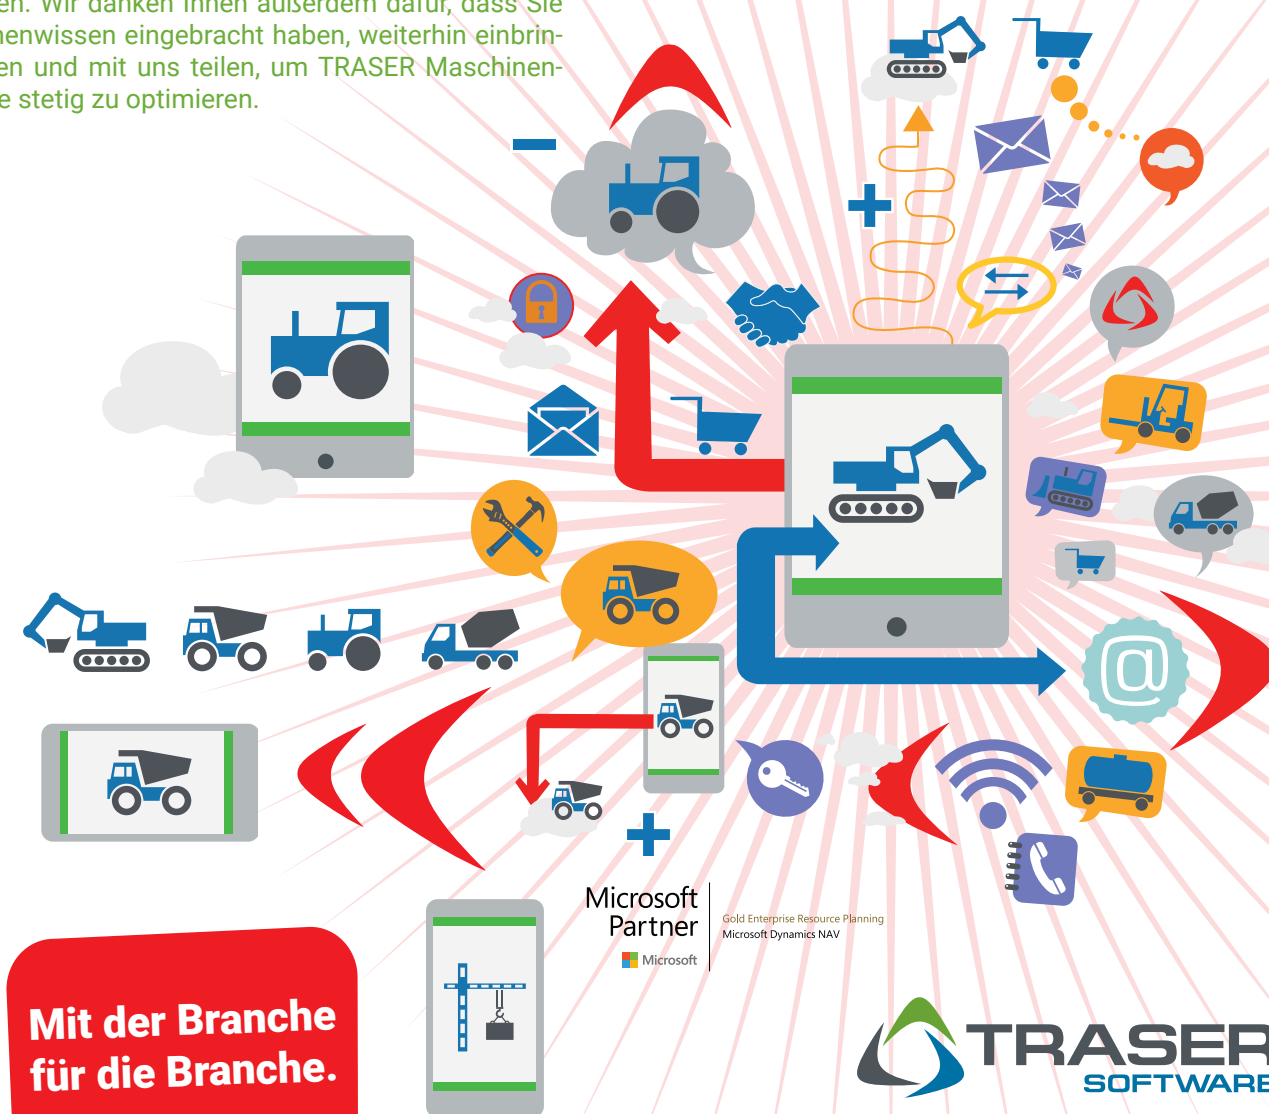 en. Wir danken Ihnen außerdem dafür, dass Sie
nenwissen eingebracht haben, weiterhin einbrin-
en und mit uns teilen, um TRASER Maschinen-
e stetig zu optimieren.
@
Microsoft
Partner
Microsoft
Gold Enterprise Resource Planning
Microsoft Dynamics NAV
Mit der Branche
für die Branche.
TRASER
SOFTWARE